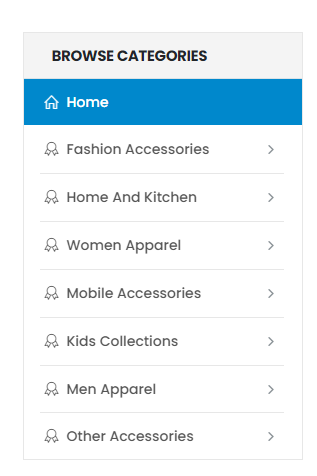 BROWSE CATEGORIES
Home
Fashion Accessories
Home And Kitchen
Women Apparel
Mobile Accessories
Kids Collections
Men Apparel
Other Accessories